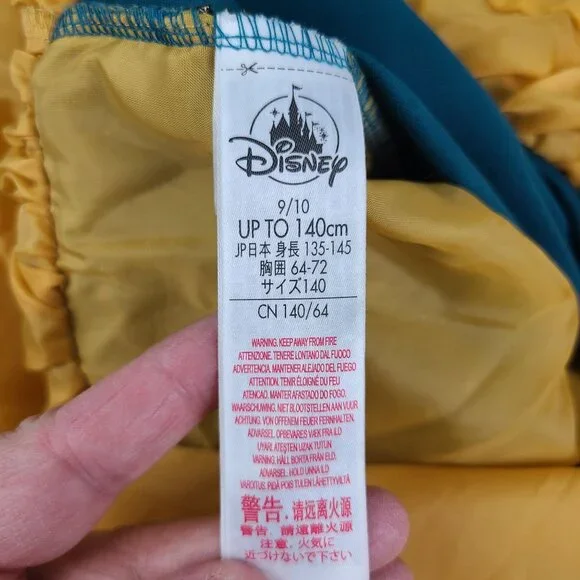 Disney
9/10
UP TO 140cm
JP日本 身長 135-145
胸囲 64-72
サイズ140
CN 140/64
WARNING. KEEP AWAY FROM FIRE
ATTENZIONE. TENERE LONTANO DAL FUOCO
ADVERTENCIA. MANTENER ALEJADO DEL FUEGO
ATTENTION. TENIR ÉLOIGNÉ DU FEU
ATENCAO. MANTER AFASTADO DO FOGO.
WAARSCHUWING. NIET BLOOTSTELLEN AAN VUUR
ACHTUNG. VON OFFENEM FEUER FERNHALTEN.
ADVARSEL. OPBEVARES VÆK FRA ILD
UYARI. ATEŞTEN UZAK TUTUN
VARNING. HÅLL BORTA FRÅN ELD.
ADVARSEL. HOLD UNNA ILD
VAROITUS. PIDÄ POIS TULEN LÄHETTYVILTÄ
警告.请远离火源
警告. 請遠離火源
注意. 火気に
近づけないで下さい